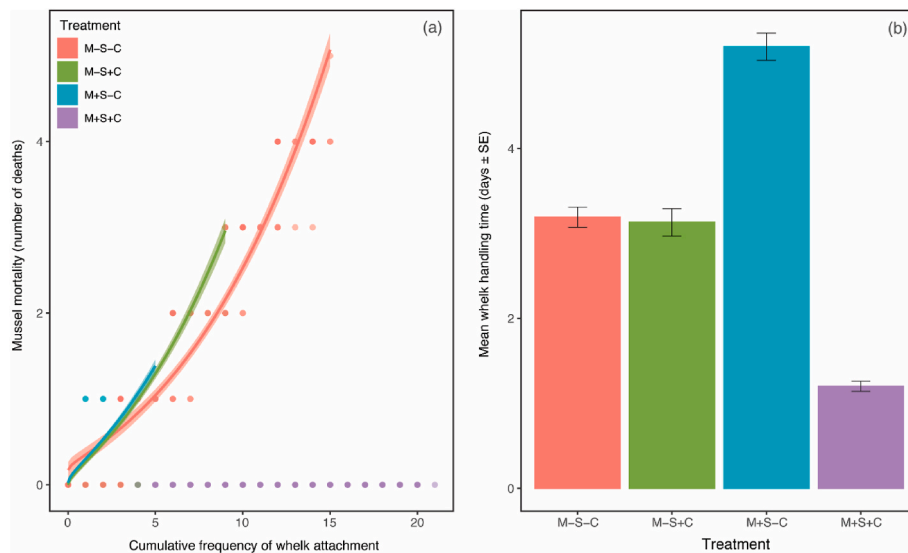 Treatment
M−S−C
M−S+C
M+S−C
M+S+C
(a)
Mussel mortality (number of deaths)
4
2
0
0
5
10
15
20
Cumulative frequency of whelk attachment
(b)
Mean whelk handling time (days ± SE)
4
2
0
M−S−C
M−S+C
M+S−C
M+S+C
Treatment